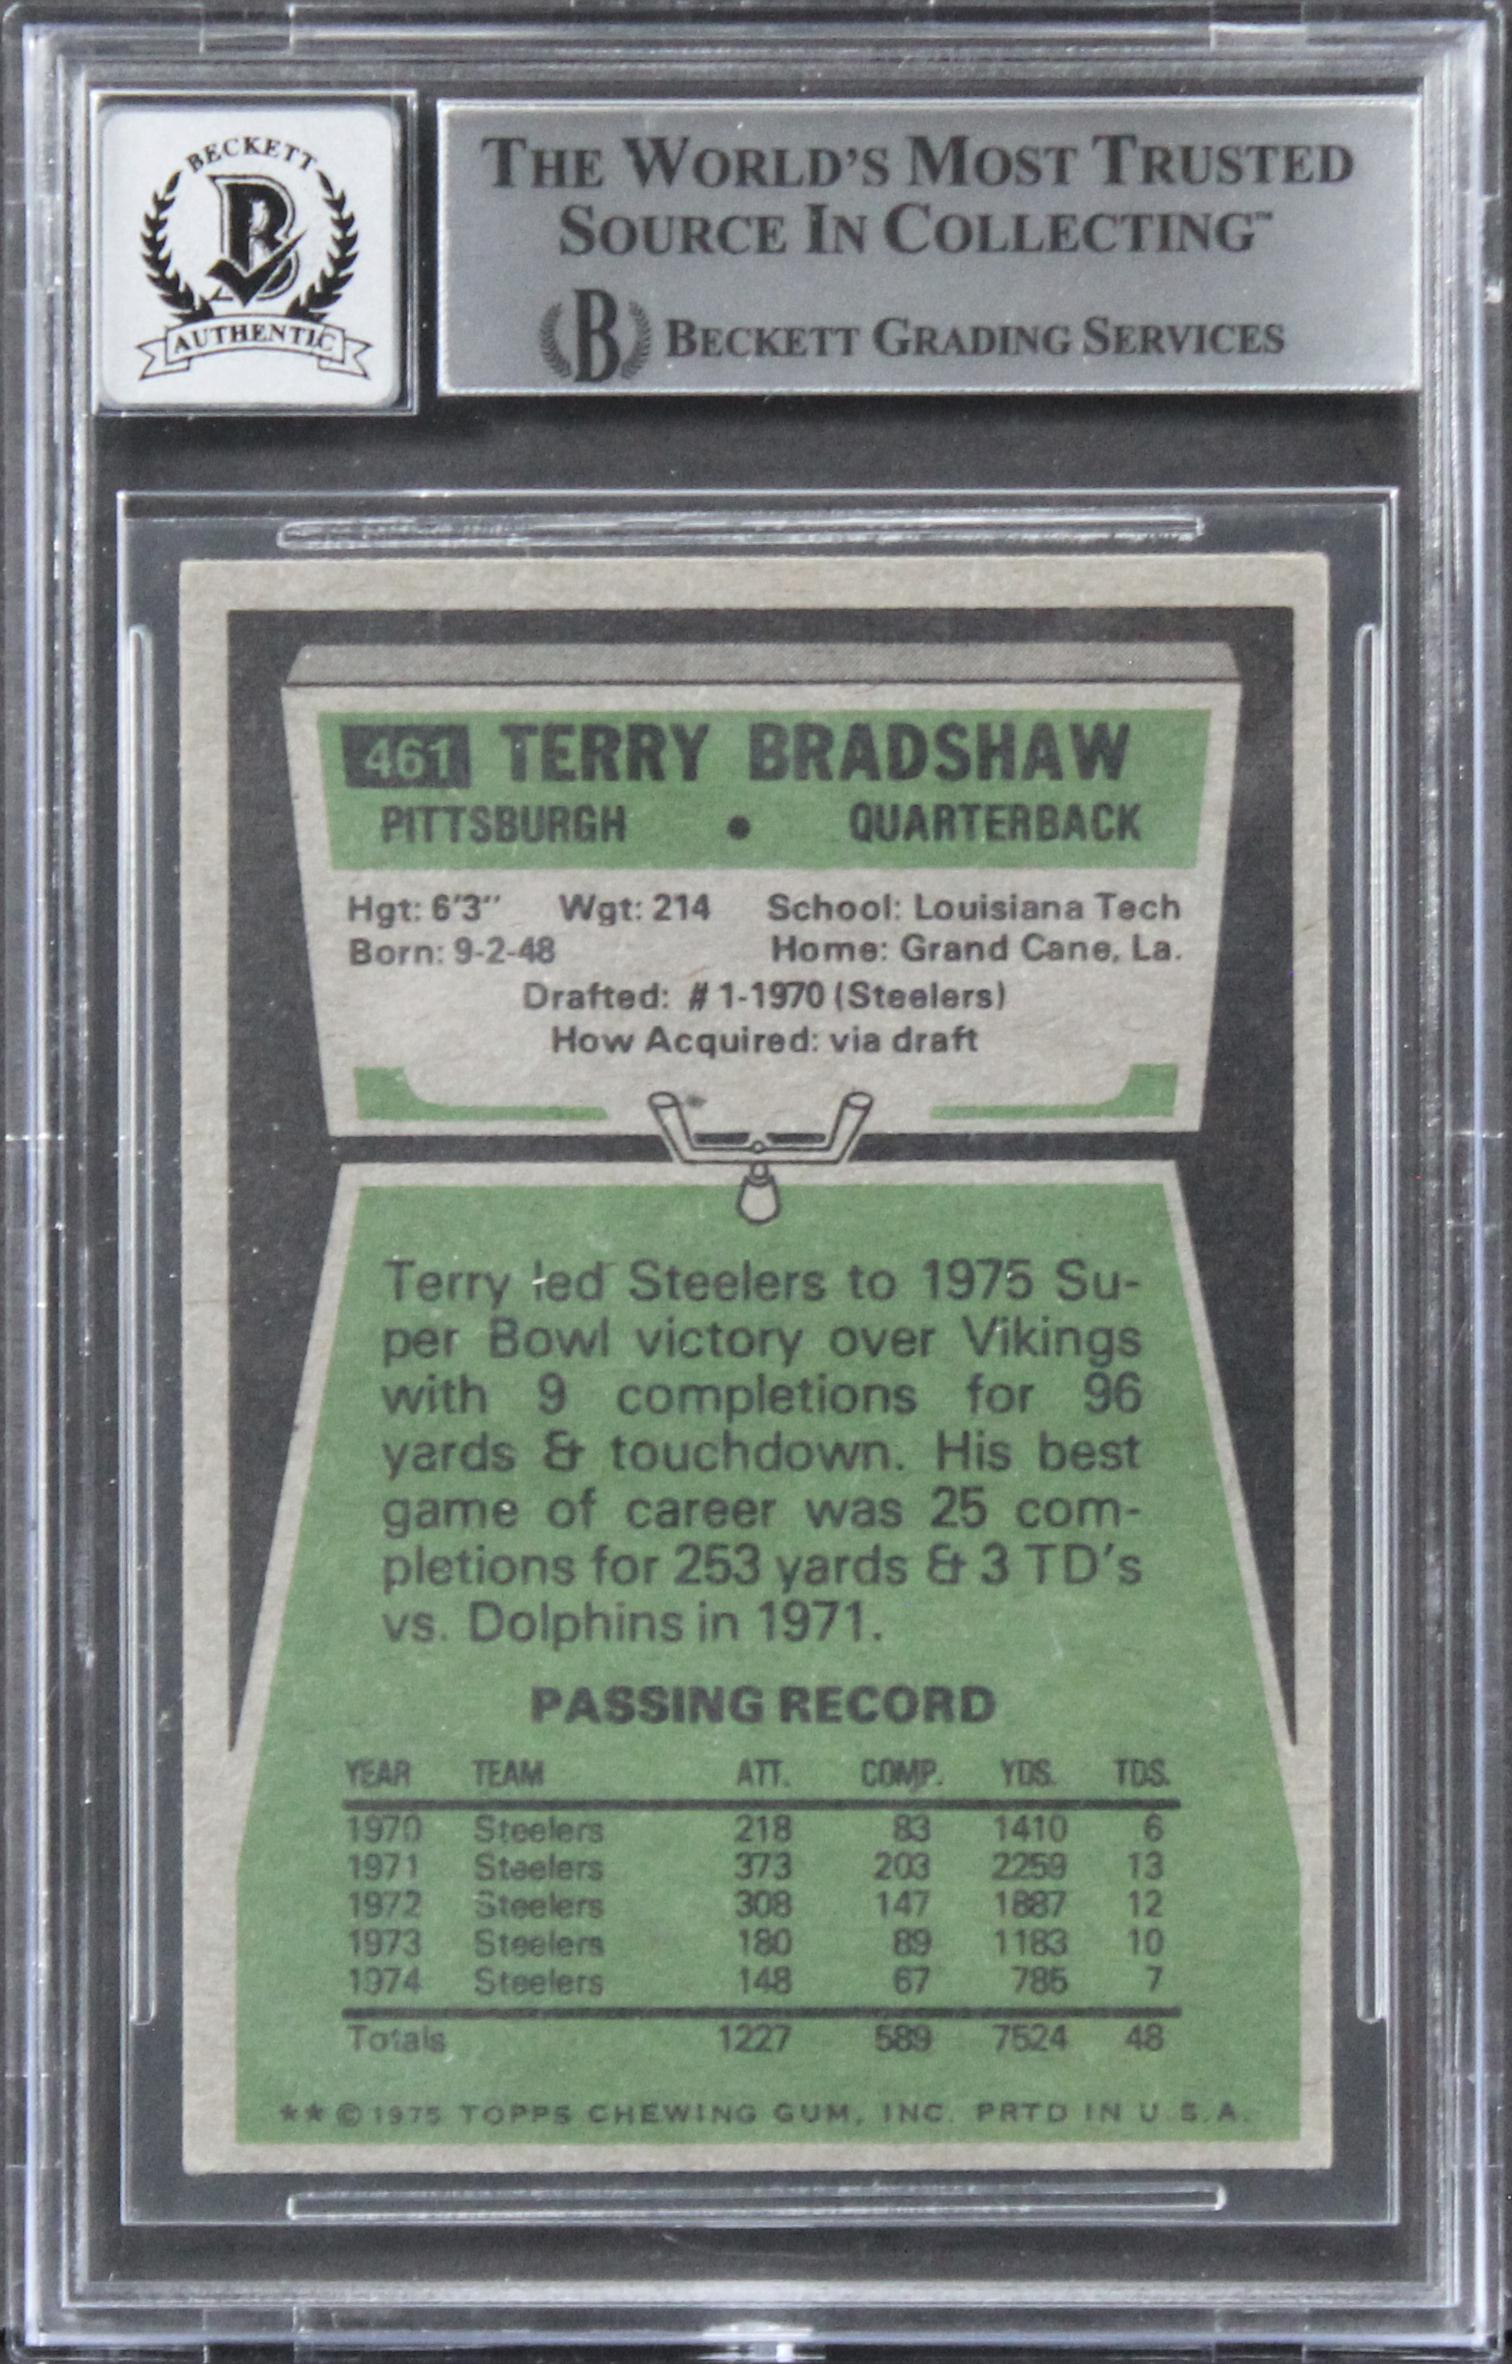 BECKETT
B
AUTHENTIC
THE WORLD'S MOST TRUSTED
SOURCE IN COLLECTING™
B BECKETT GRADING SERVICES
461 TERRY BRADSHAW
PITTSBURGH • QUARTERBACK
Hgt: 6'3" Wgt: 214 School: Louisiana Tech
Born: 9-2-48 Home: Grand Cane, La.
Drafted: #1-1970 (Steelers)
How Acquired: via draft
Terry led Steelers to 1975 Su-
per Bowl victory over Vikings
with 9 completions for 96
yards & touchdown. His best
game of career was 25 com-
pletions for 253 yards & 3 TD's
vs. Dolphins in 1971.
PASSING RECORD
YEAR TEAM ATT. COMP. YDS. TDS.
1970 Steelers 218 83 1410 6
1971 Steelers 373 203 2259 13
1972 Steelers 308 147 1887 12
1973 Steelers 180 89 1183 10
1974 Steelers 148 67 785 7
Totals 1227 589 7524 48
**©1975 TOPPS CHEWING GUM, INC. PRTD IN U.S.A.